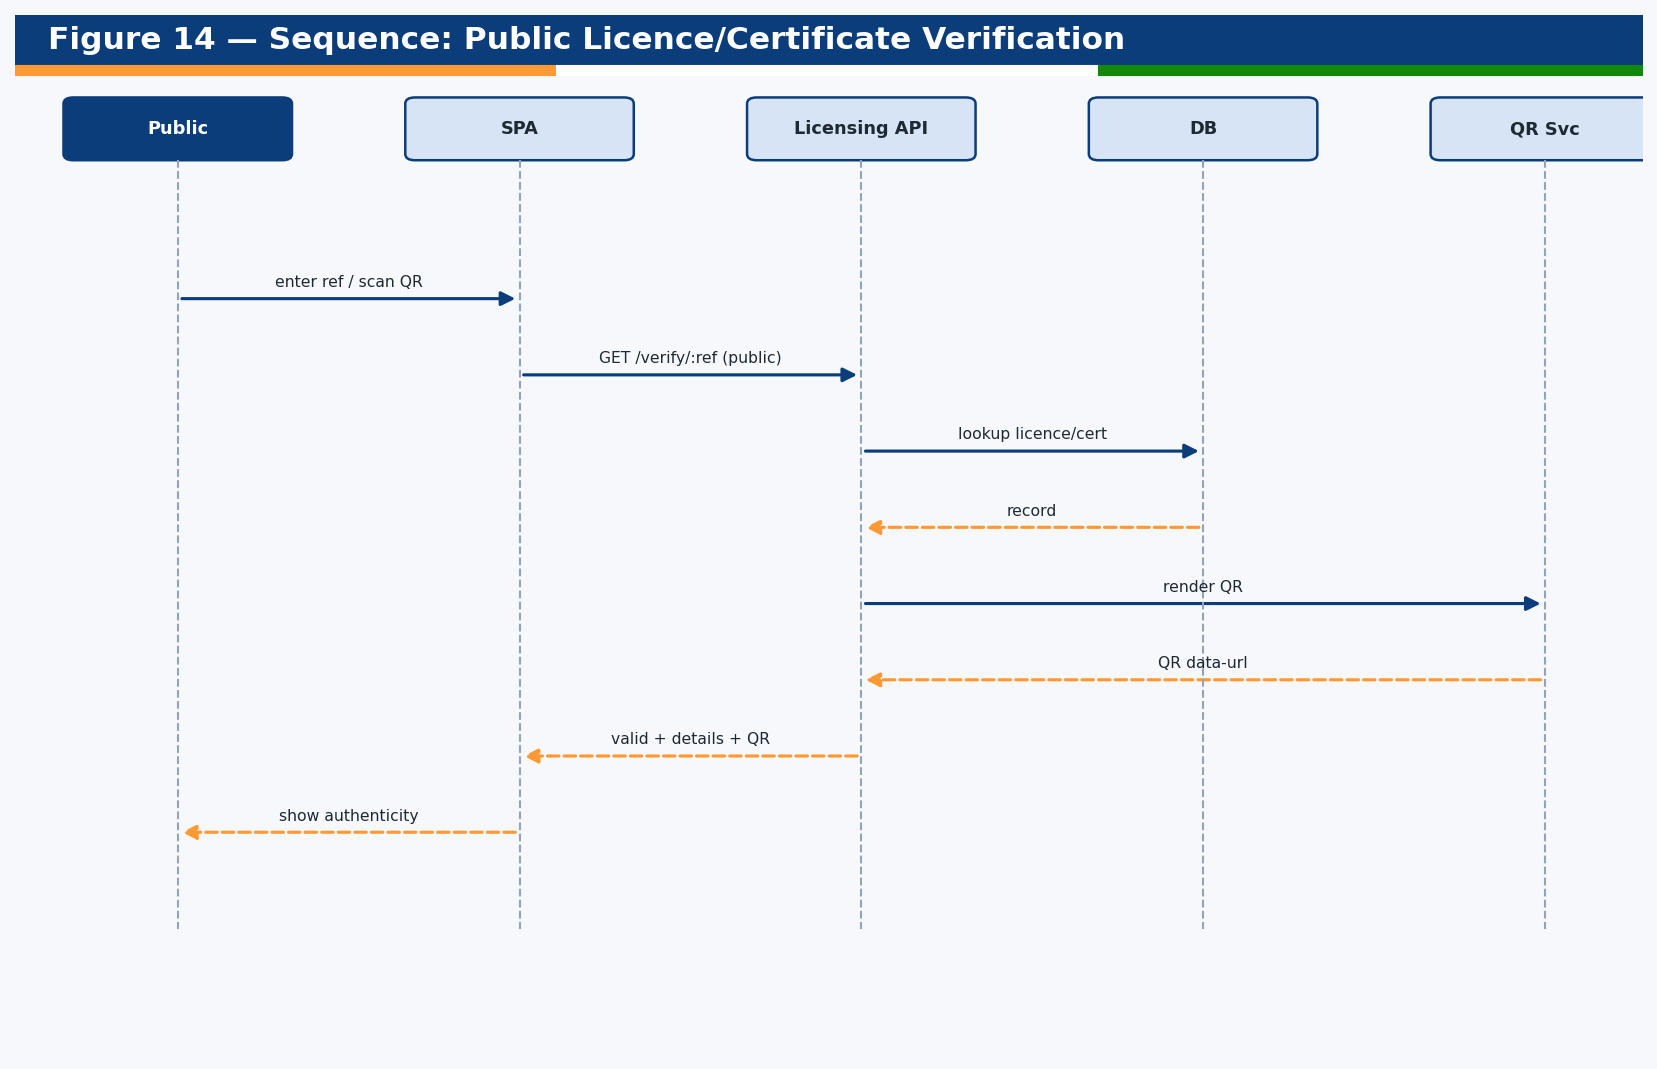 Figure 14 — Sequence: Public Licence/Certificate Verification
Public
SPA
Licensing API
DB
QR Svc
enter ref / scan QR
GET /verify/:ref (public)
lookup licence/cert
record
render QR
QR data-url
valid + details + QR
show authenticity